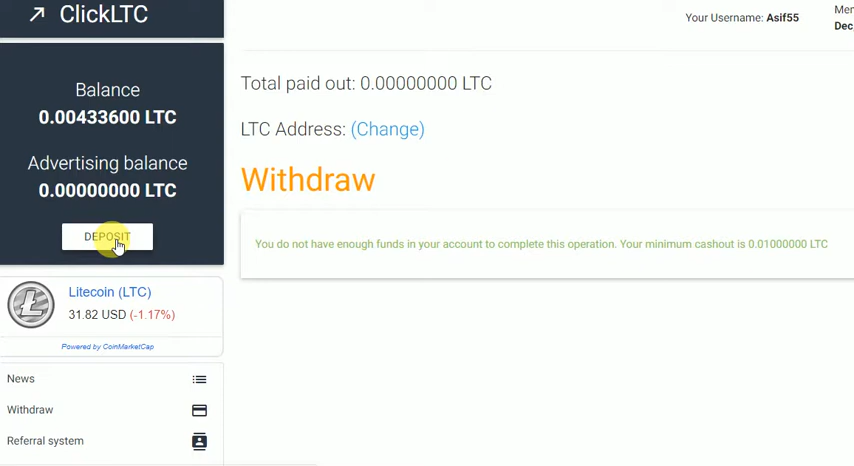 ClickLTC
Your Username: Asif55
Dec
Balance
0.00433600 LTC
Advertising balance
0.00000000 LTC
DEPOSIT
Litecoin (LTC)
31.82 USD (-1.17%)
Powered by CoinMarketCap
News
Withdraw
Referral system
Total paid out: 0.00000000 LTC
LTC Address: (Change)
Withdraw
You do not have enough funds in your account to complete this operation. Your minimum cashout is 0.01000000 LTC